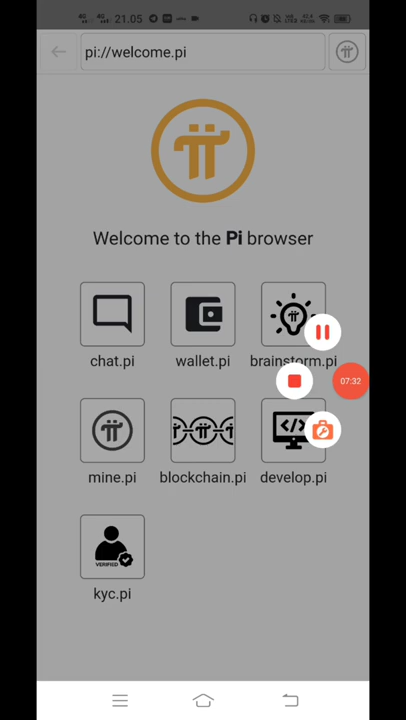 21.05
pi://welcome.pi
Welcome to the Pi browser
chat.pi
wallet.pi
brainstorm.pi
07:32
mine.pi
blockchain.pi
develop.pi
VERIFIED
kyc.pi